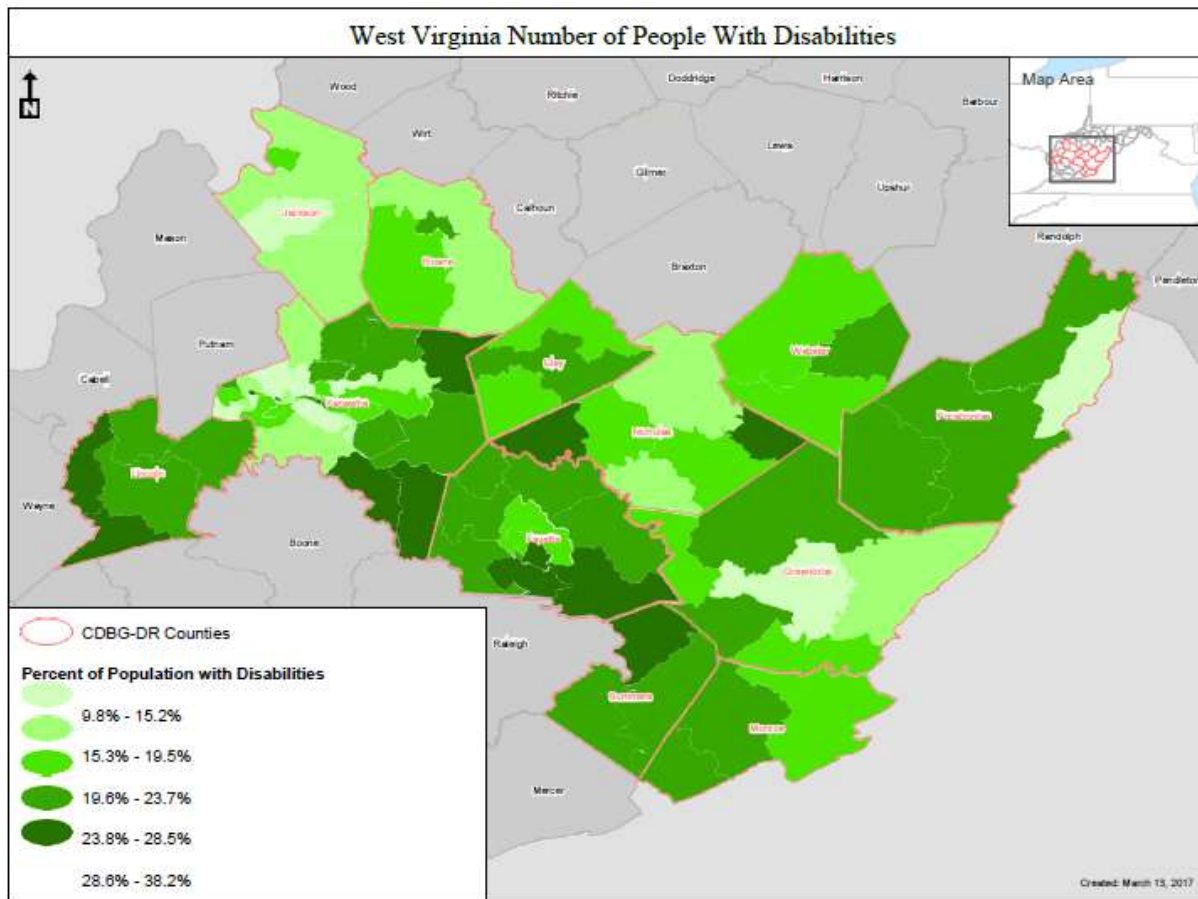 West Virginia Number of People With Disabilities
N
Map Area
Wood
Ritchie
Doddridge
Harrison
Barbour
Wirt
Lewis
Gilmer
Upshur
Calhoun
Jackson
Mason
Randolph
Roane
Braxton
Pendleton
Putnam
Webster
Clay
Cabell
Kanawha
Pocahontas
Nicholas
Lincoln
Wayne
Boone
Fayette
Greenbrier
Raleigh
Summers
Monroe
Mercer
CDBG-DR Counties
Percent of Population with Disabilities
9.8% - 15.2%
15.3% - 19.5%
19.6% - 23.7%
23.8% - 28.5%
28.6% - 38.2%
Created: March 15, 2017